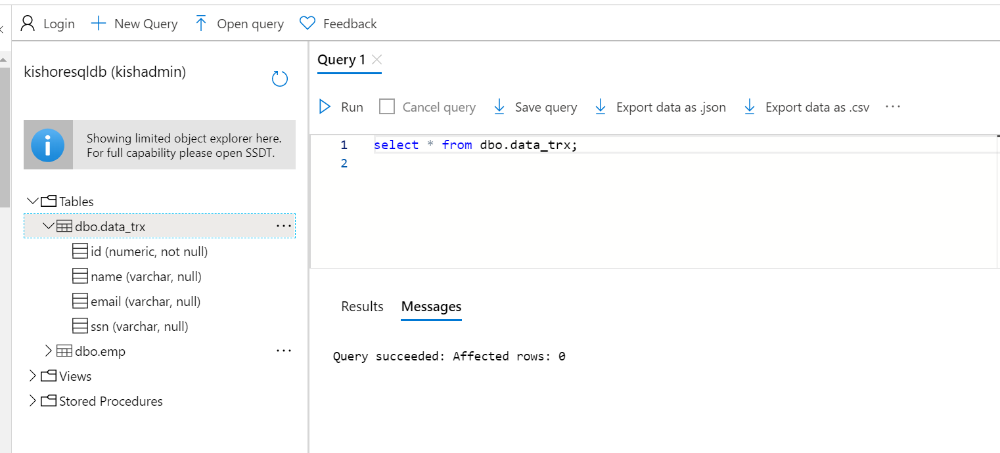 Login New Query Open query Feedback
kishoresqldb (kishadmin)
Showing limited object explorer here.
For full capability please open SSDT.
Tables
dbo.data_trx ...
id (numeric, not null)
name (varchar, null)
email (varchar, null)
ssn (varchar, null)
dbo.emp ...
Views
Stored Procedures
Query 1
Run Cancel query Save query Export data as .json Export data as .csv ...
1 select * from dbo.data_trx;
2
Results Messages
Query succeeded: Affected rows: 0